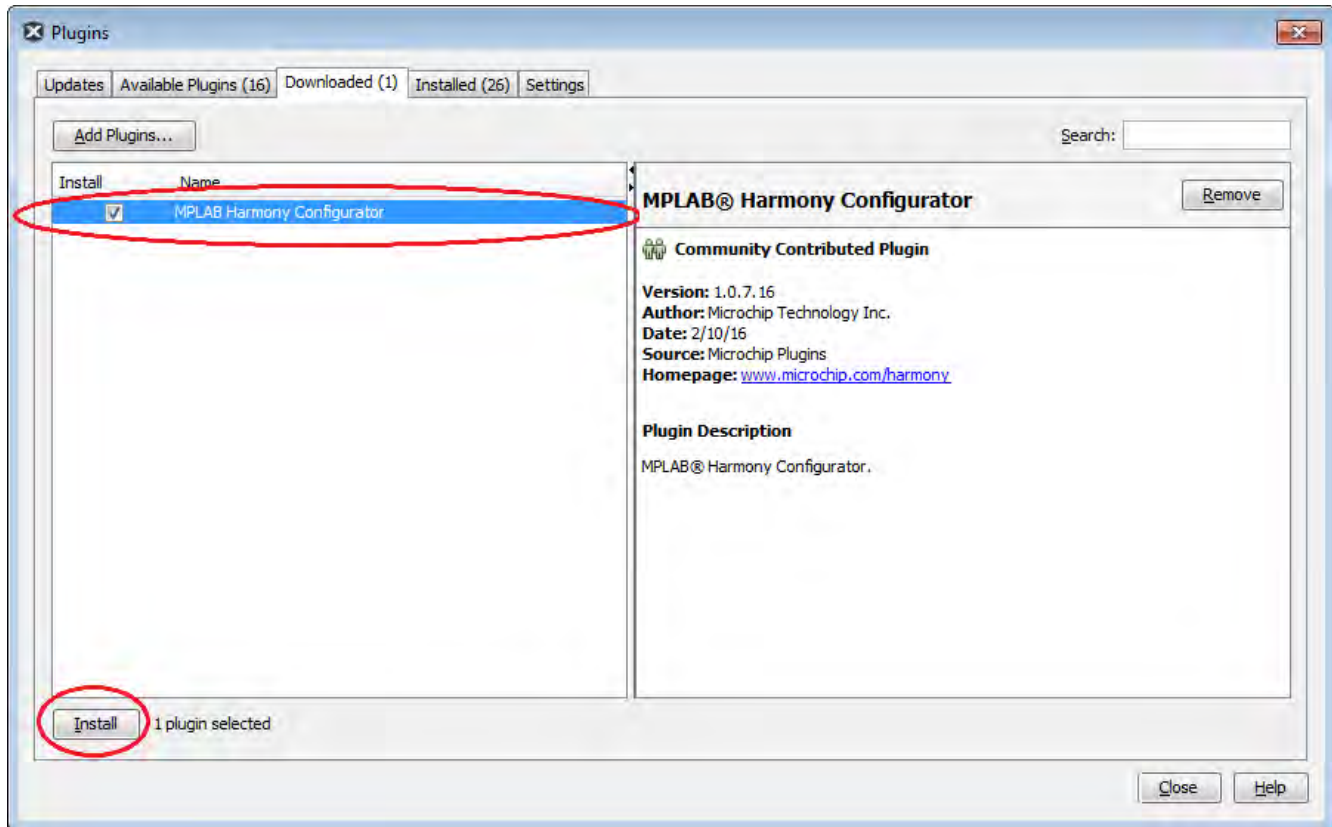 Plugins
Updates Available Plugins (16) Downloaded (1) Installed (26) Settings
Add Plugins... Search:
Install Name
MPLAB Harmony Configurator
MPLAB® Harmony Configurator Remove
Community Contributed Plugin
Version: 1.0.7.16
Author: Microchip Technology Inc.
Date: 2/10/16
Source: Microchip Plugins
Homepage: www.microchip.com/harmony
Plugin Description
MPLAB® Harmony Configurator.
Install 1 plugin selected
Close Help